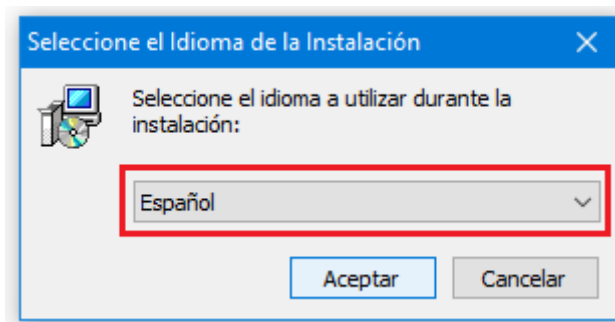 Seleccione el Idioma de la Instalación
Seleccione el idioma a utilizar durante la
instalación:
Español
Aceptar
Cancelar